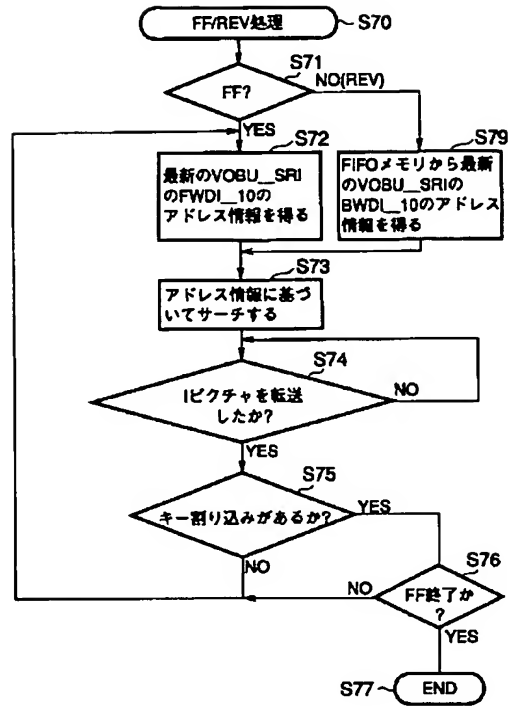 FF/REV処理
S70
S71
FF?
NO(REV)
YES
S72
S79
最新のVOBU__SRI
のFWDI__10の
アドレス情報を得る
FIFOメモリから最新
のVOBU__SRIの
BWDI__10のアドレス
情報を得る
S73
アドレス情報に基づ
いてサーチする
S74
Iピクチャを転送
したか?
NO
YES
S75
キー割り込みがあるか?
YES
NO
S76
NO
FF終了か
?
YES
S77
END